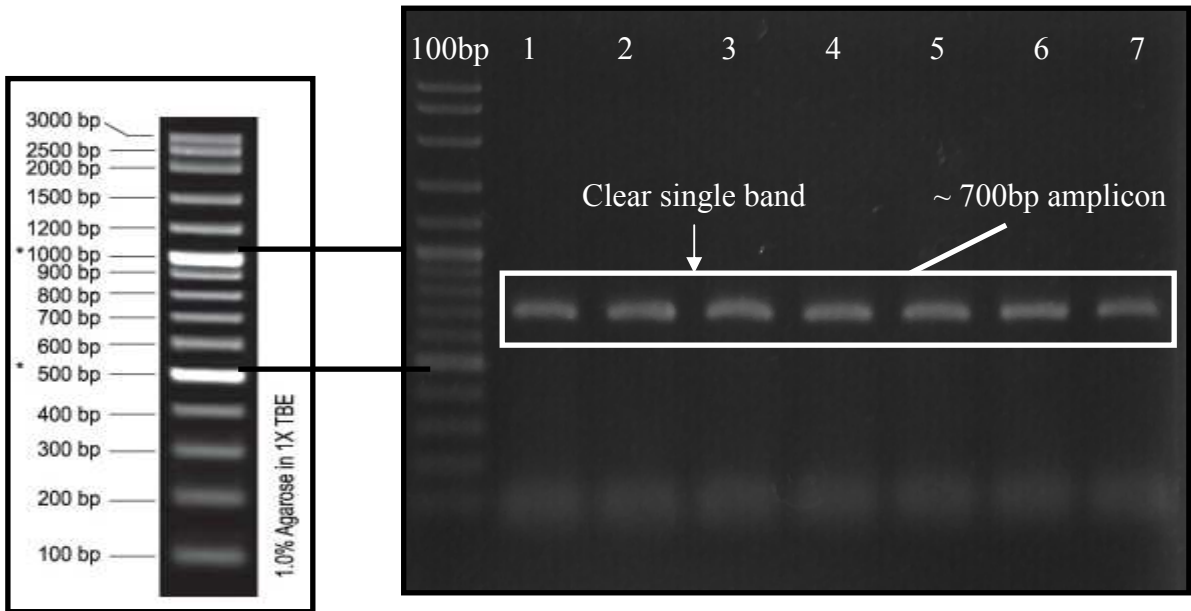 3000 bp
2500 bp
2000 bp
1500 bp
1200 bp
*1000 bp
900 bp
800 bp
700 bp
600 bp
* 500 bp
400 bp
300 bp
200 bp
100 bp
1.0% Agarose in 1X TBE
100bp 1 2 3 4 5 6 7
Clear single band ~ 700bp amplicon